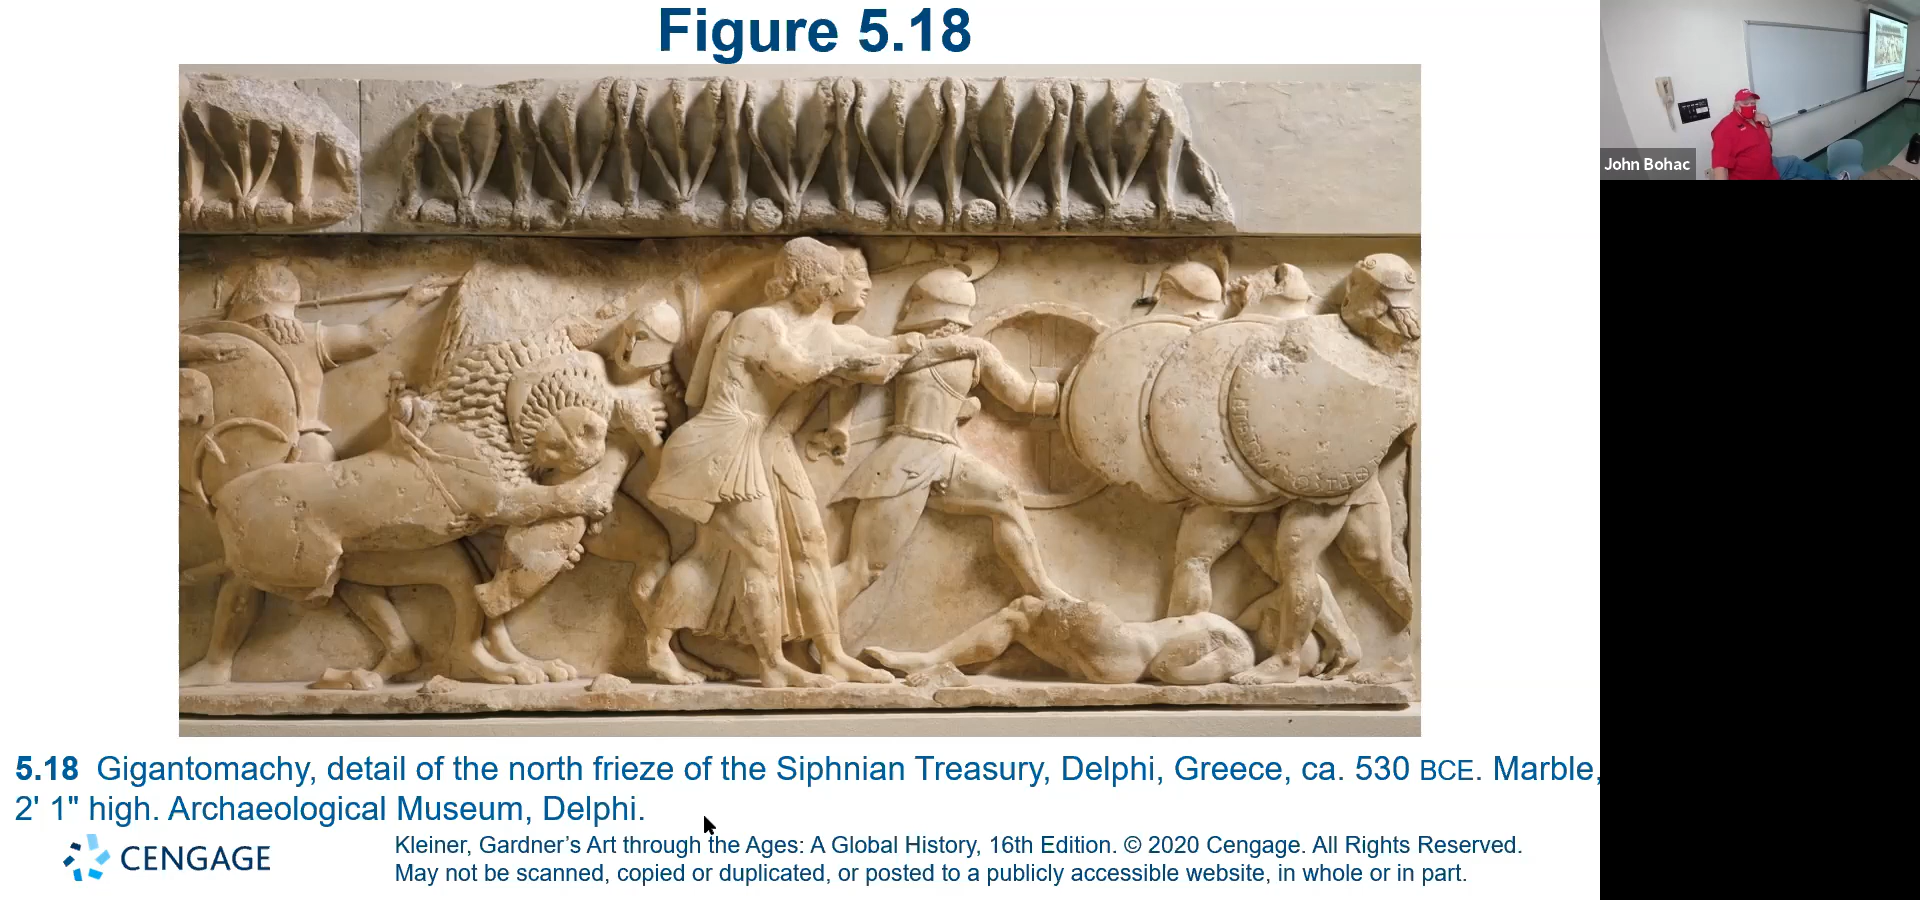 Figure 5.18
John Bohac
5.18 Gigantomachy, detail of the north frieze of the Siphnian Treasury, Delphi, Greece, ca. 530 BCE. Marble,
2' 1" high. Archaeological Museum, Delphi.
CENGAGE
Kleiner, Gardner’s Art through the Ages: A Global History, 16th Edition. © 2020 Cengage. All Rights Reserved.
May not be scanned, copied or duplicated, or posted to a publicly accessible website, in whole or in part.